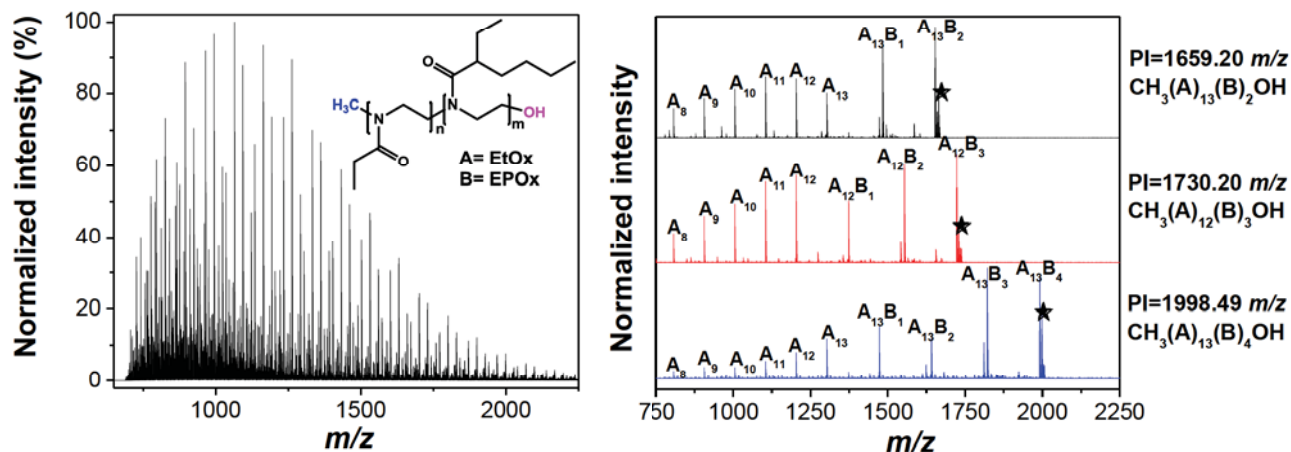 Normalized intensity (%)
100
80
60
40
20
0
1000
1500
2000
m/z
H₃C
N
n
N
m
OH
O
O
A= EtOx
B= EPOx
Normalized intensity
A₈
A₉
A₁₀
A₁₁
A₁₂
A₁₃
A₁₃B₁
A₁₃B₂
PI=1659.20 m/z
CH₃(A)₁₃(B)₂OH
A₈
A₉
A₁₀
A₁₁
A₁₂
A₁₂B₁
A₁₂B₂
A₁₂B₃
PI=1730.20 m/z
CH₃(A)₁₂(B)₃OH
A₈
A₉
A₁₀
A₁₁
A₁₂
A₁₃
A₁₃B₁
A₁₃B₂
A₁₃B₃
A₁₃B₄
PI=1998.49 m/z
CH₃(A)₁₃(B)₄OH
750
1000
1250
1500
1750
2000
2250
m/z